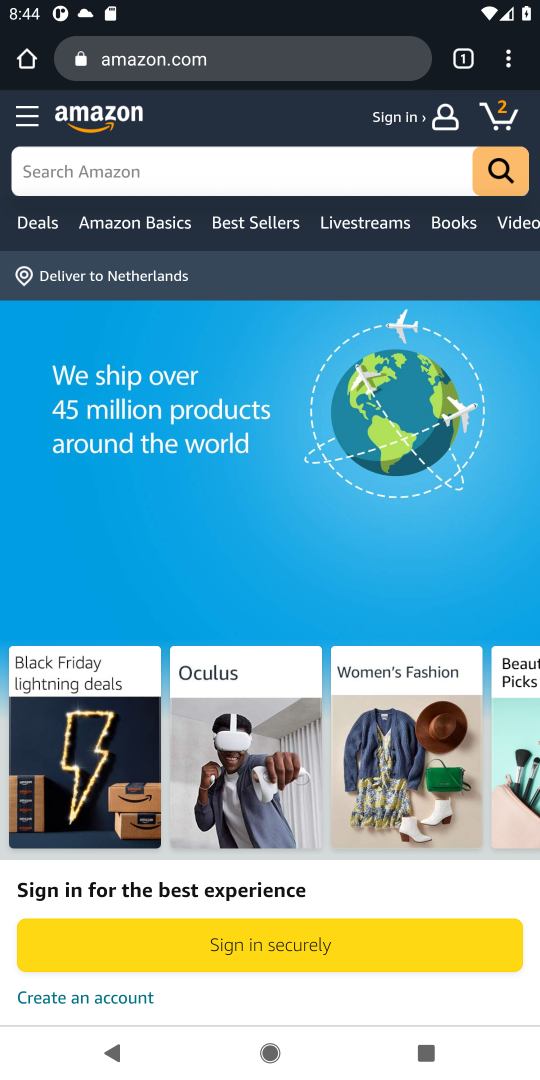 8:44
amazon.com
1
amazon
Sign in ›
2
Search Amazon
Deals
Amazon Basics
Best Sellers
Livestreams
Books
Video
Deliver to Netherlands
We ship over
45 million products
around the world
Black Friday
lightning deals
Oculus
Women's Fashion
Beaut
Picks
Sign in for the best experience
Sign in securely
Create an account